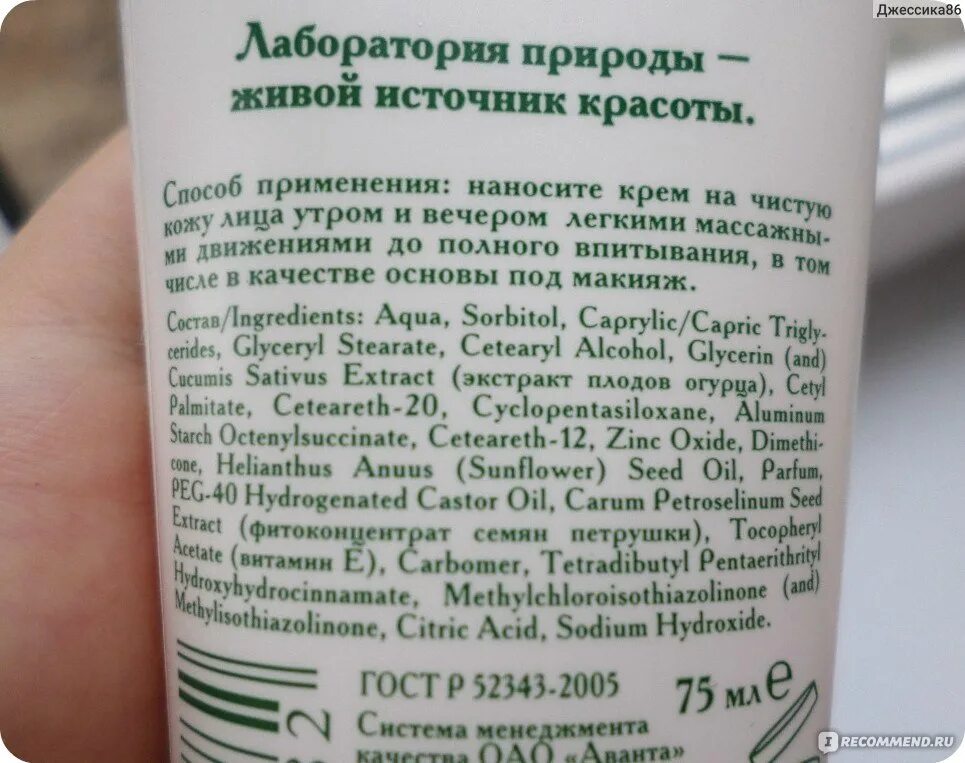 Джессика86
Лаборатория природы —
живой источник красоты.
Способ применения: наносите крем на чистую
кожу лица утром и вечером легкими массажны-
ми движениями до полного впитывания, в том
числе в качестве основы под макияж.
Состав/Ingredients: Aqua, Sorbitol, Caprylic/Capric Trigly-
cerides, Glyceryl Stearate, Cetearyl Alcohol, Glycerin (and)
Cucumis Sativus Extract (экстракт плодов огурца), Cetyl
Palmitate, Ceteareth-20, Cyclopentasiloxane, Aluminum
Starch Octenylsuccinate, Ceteareth-12, Zinc Oxide, Dimethi-
cone, Helianthus Anuus (Sunflower) Seed Oil, Parfum,
PEG-40 Hydrogenated Castor Oil, Carum Petroselinum Seed
Extract (фитоконцентрат семян петрушки), Tocopheryl
Acetate (витамин Е), Carbomer, Tetradibutyl Pentaerithrityl
Hydroxyhydrocinnamate, Methylchloroisothiazolinone (and)
Methylisothiazolinone, Citric Acid, Sodium Hydroxide.
ГОСТ Р 52343-2005
75 мл e
Система менеджмента
качества ОАО «Аванта»
2
IRECOMMEND.RU